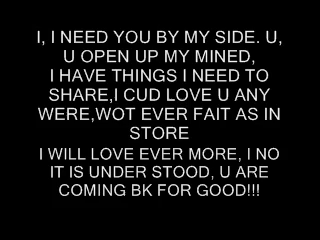 I, I NEED YOU BY MY SIDE. U,
U OPEN UP MY MINED,
I HAVE THINGS I NEED TO
SHARE,I CUD LOVE U ANY
WERE,WOT EVER FAIT AS IN
STORE
I WILL LOVE EVER MORE, I NO
IT IS UNDER STOOD, U ARE
COMING BK FOR GOOD!!!